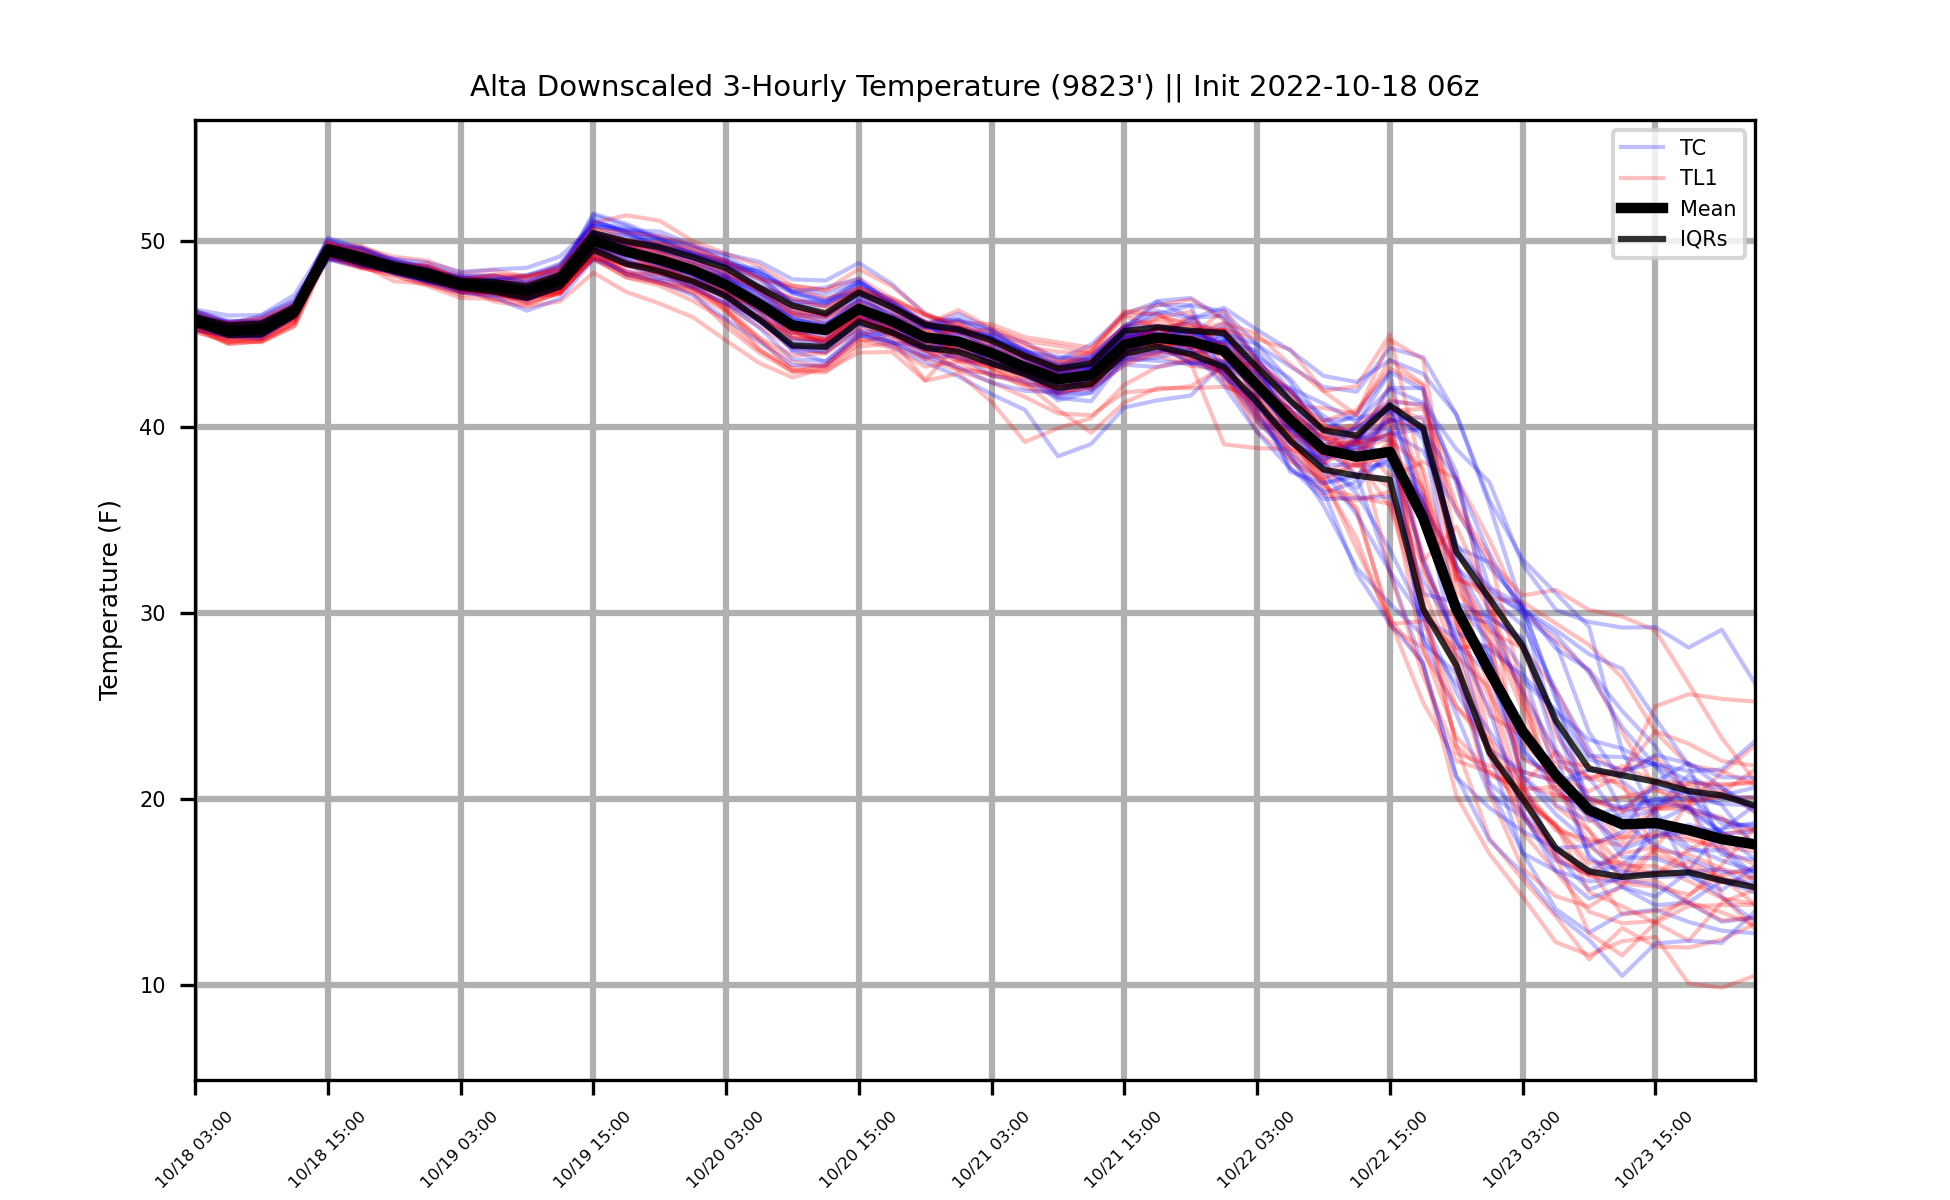 Alta Downscaled 3-Hourly Temperature (9823') || Init 2022-10-18 06z
TC
TL1
Mean
IQRs
Temperature (F)
50
40
30
20
10
10/18 03:00
10/18 15:00
10/19 03:00
10/19 15:00
10/20 03:00
10/20 15:00
10/21 03:00
10/21 15:00
10/22 03:00
10/22 15:00
10/23 03:00
10/23 15:00